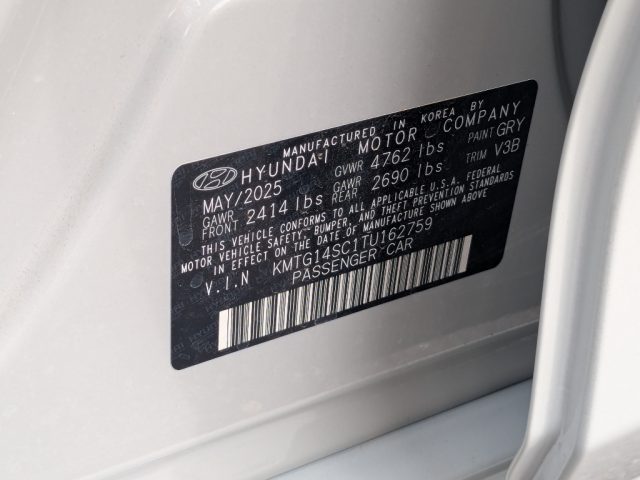 MANUFACTURED IN KOREA BY
HYUNDAI MOTOR COMPANY
MAY/2025 GVWR 4762 lbs PAINT GRY
GAWR FRONT 2414 lbs GAWR REAR 2690 lbs TRIM V3B
THIS VEHICLE CONFORMS TO ALL APPLICABLE U.S.A. FEDERAL
MOTOR VEHICLE SAFETY, BUMPER, AND THEFT PREVENTION STANDARDS
IN EFFECT ON THE DATE OF MANUFACTURE SHOWN ABOVE
V.I.N KMTG14SC1TU162759
PASSENGER CAR